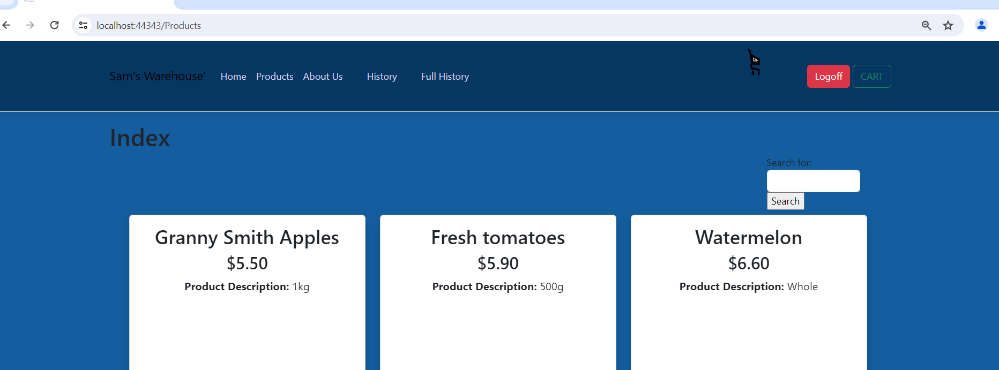 localhost:44343/Products
SW
Sam's Warehouse' Home Products About Us History Full History Logoff CART
Index
Search for:
Search
Granny Smith Apples
$5.50
Product Description: 1kg
Fresh tomatoes
$5.90
Product Description: 500g
Watermelon
$6.60
Product Description: Whole